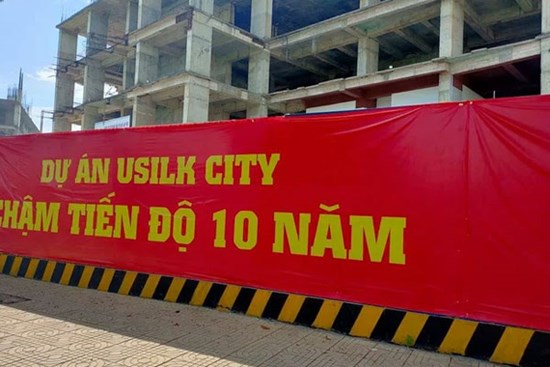 DỰ ÁN USILK CITY
CHẬM TIẾN ĐỘ 10 NĂM